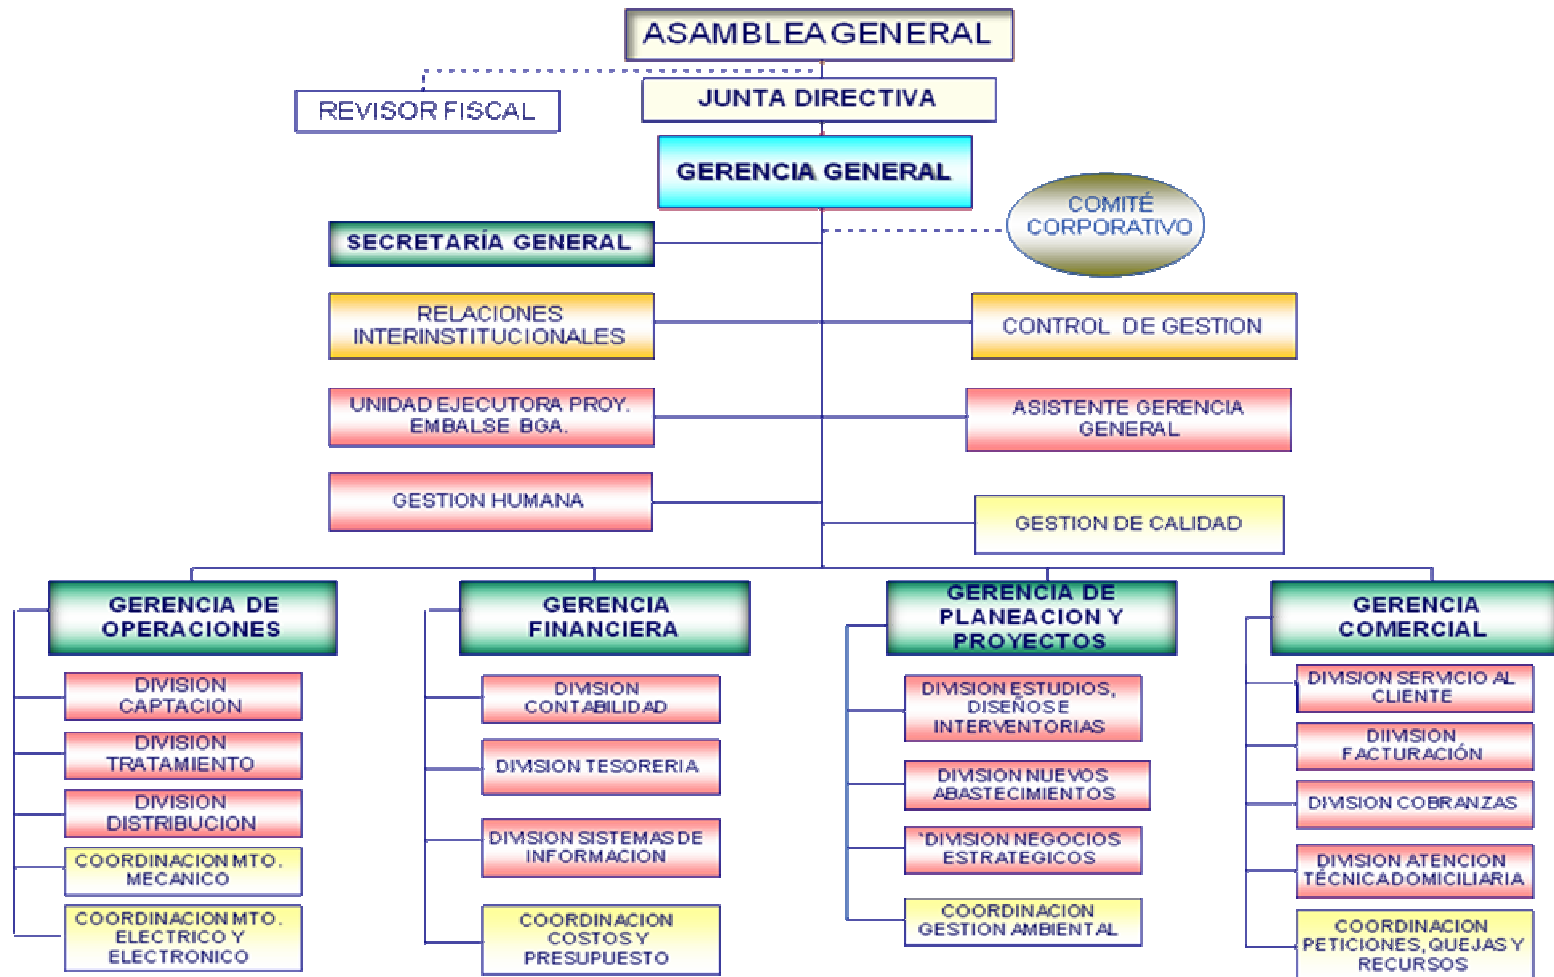 ASAMBLEA GENERAL
REVISOR FISCAL
JUNTA DIRECTIVA
GERENCIA GENERAL
COMITÉ
CORPORATIVO
SECRETARÍA GENERAL
RELACIONES
INTERINSTITUCIONALES
CONTROL DE GESTION
UNIDAD EJECUTORA PROY.
EMBALSE BGA.
ASISTENTE GERENCIA
GENERAL
GESTION HUMANA
GESTION DE CALIDAD
GERENCIA DE
OPERACIONES
DIVISION
CAPTACION
DIVISION
TRATAMIENTO
DIVISION
DISTRIBUCION
COORDINACION MTO.
MECANICO
COORDINACION MTO.
ELECTRICO Y
ELECTRONICO
GERENCIA
FINANCIERA
DIVISION
CONTABILIDAD
DIVISION TESORERIA
DIVISION SISTEMAS DE
INFORMACION
COORDINACION
COSTOS Y
PRESUPUESTO
GERENCIA DE
PLANEACION Y
PROYECTOS
DIVISION ESTUDIOS,
DISEÑOS E
INTERVENTORIAS
DIVISION NUEVOS
ABASTECIMIENTOS
`DIVISION NEGOCIOS
ESTRATEGICOS
COORDINACION
GESTION AMBIENTAL
GERENCIA
COMERCIAL
DIVISION SERVICIO AL
CLIENTE
DIIVISION
FACTURACIÓN
DIVISION COBRANZAS
DIVISION ATENCION
TÉCNICA DOMICILIARIA
COORDINACION
PETICIONES, QUEJAS Y
RECURSOS